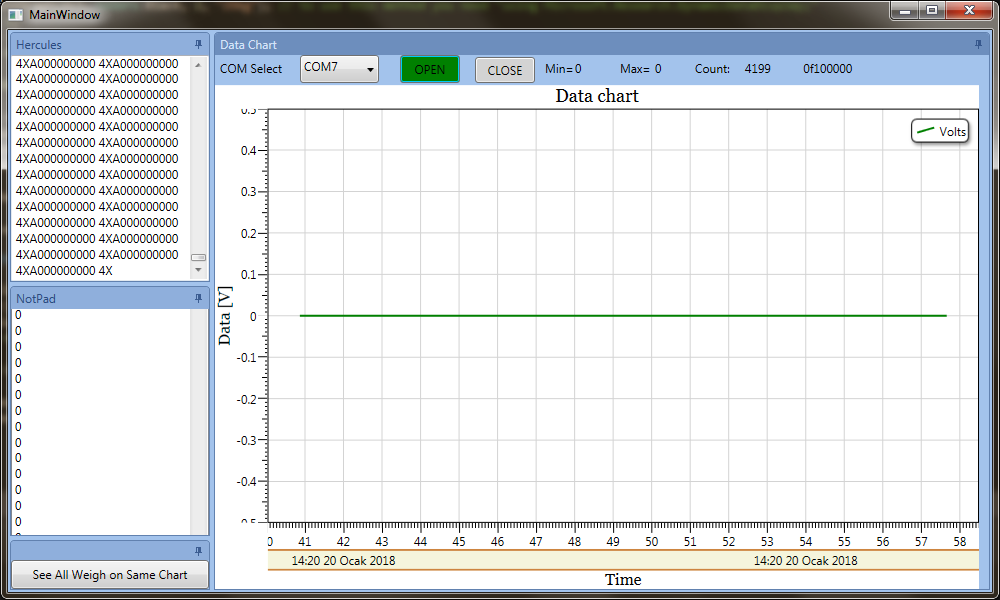 MainWindow
Hercules
4XA000000000 4XA000000000
4XA000000000 4XA000000000
4XA000000000 4XA000000000
4XA000000000 4XA000000000
4XA000000000 4XA000000000
4XA000000000 4XA000000000
4XA000000000 4XA000000000
4XA000000000 4XA000000000
4XA000000000 4XA000000000
4XA000000000 4XA000000000
4XA000000000 4XA000000000
4XA000000000 4XA000000000
4XA000000000 4XA000000000
4XA000000000 4X
NotPad
0
0
0
0
0
0
0
0
0
0
0
0
0
0
See All Weigh on Same Chart
Data Chart
COM Select COM7 OPEN CLOSE Min= 0 Max= 0 Count: 4199 0f100000
Data chart
Volts
Data [V]
0.5
0.4
0.3
0.2
0.1
0
-0.1
-0.2
-0.3
-0.4
-0.5
0 41 42 43 44 45 46 47 48 49 50 51 52 53 54 55 56 57 58
14:20 20 Ocak 2018 14:20 20 Ocak 2018
Time